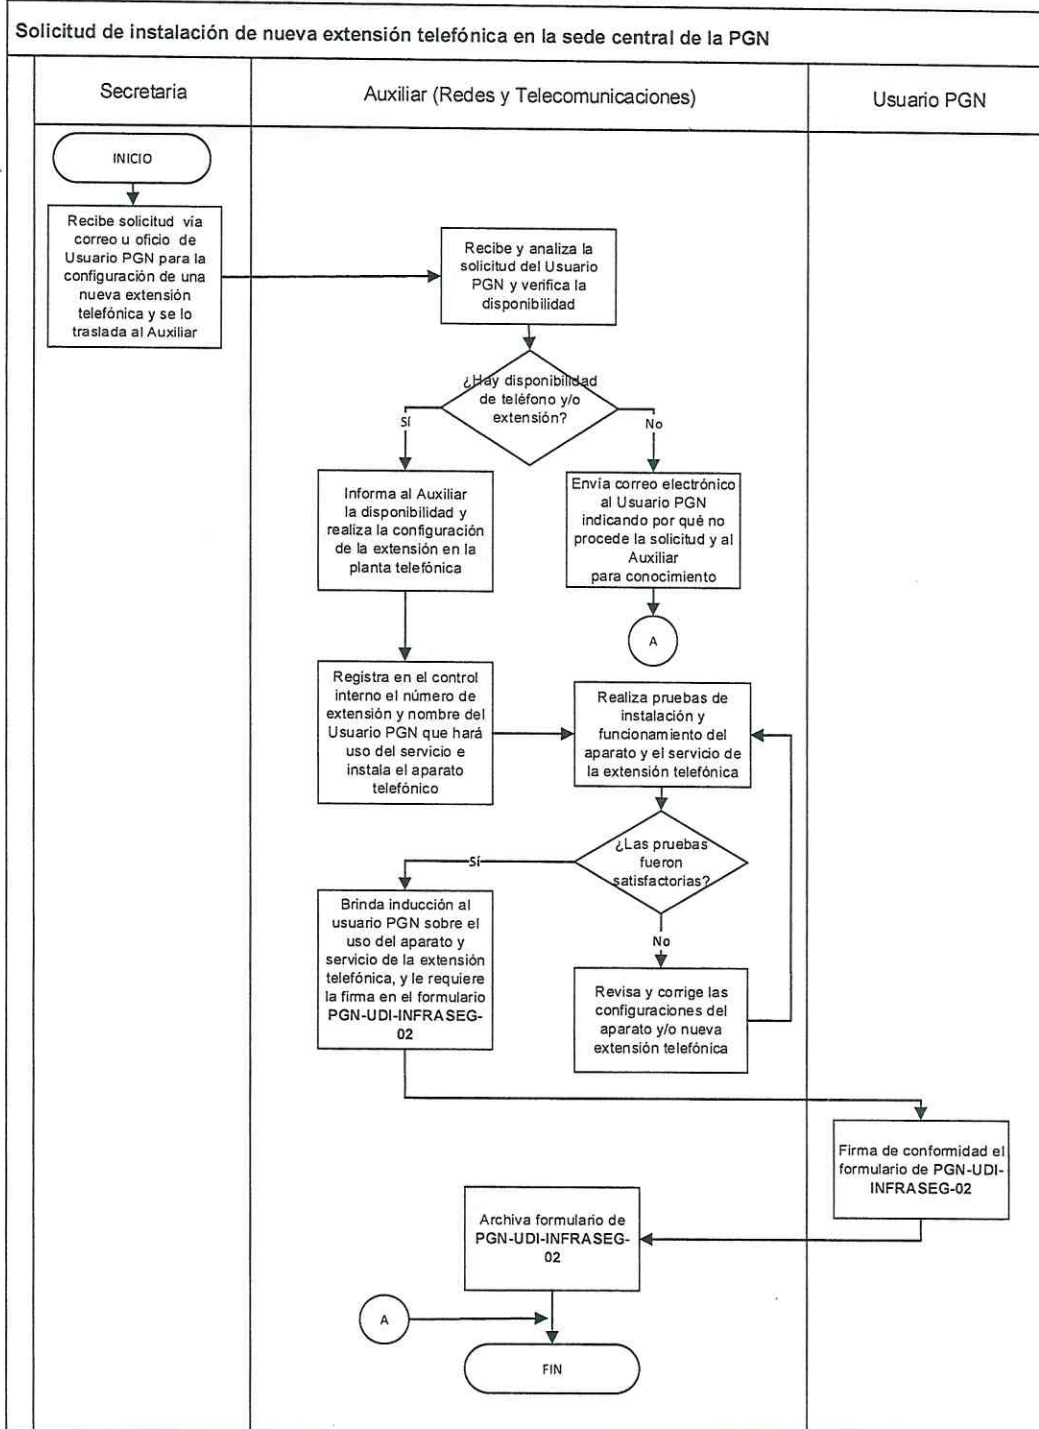 Solicitud de instalación de nueva extensión telefónica en la sede central de la PGN
Secretaria
Auxiliar (Redes y Telecomunicaciones)
Usuario PGN
INICIO
Recibe solicitud vía
correo u oficio de
Usuario PGN para la
configuración de una
nueva extensión
telefónica y se lo
traslada al Auxiliar
Recibe y analiza la
solicitud del Usuario
PGN y verifica la
disponibilidad
¿Hay disponibilidad
de teléfono y/o
extensión?
Sí
No
Informa al Auxiliar
la disponibilidad y
realiza la configuración
de la extensión en la
planta telefónica
Envía correo electrónico
al Usuario PGN
indicando por qué no
procede la solicitud y al
Auxiliar
para conocimiento
A
Registra en el control
interno el número de
extensión y nombre del
Usuario PGN que hará
uso del servicio e
instala el aparato
telefónico
Realiza pruebas de
instalación y
funcionamiento del
aparato y el servicio de
la extensión telefónica
¿Las pruebas
fueron
satisfactorias?
Sí
No
Brinda inducción al
usuario PGN sobre el
uso del aparato y
servicio de la extensión
telefónica, y le requiere
la firma en el formulario
PGN-UDI-INFRASEG-
02
Revisa y corrige las
configuraciones del
aparato y/o nueva
extensión telefónica
Firma de conformidad el
formulario de PGN-UDI-
INFRASEG-02
Archiva formulario de
PGN-UDI-INFRASEG-
02
A
FIN